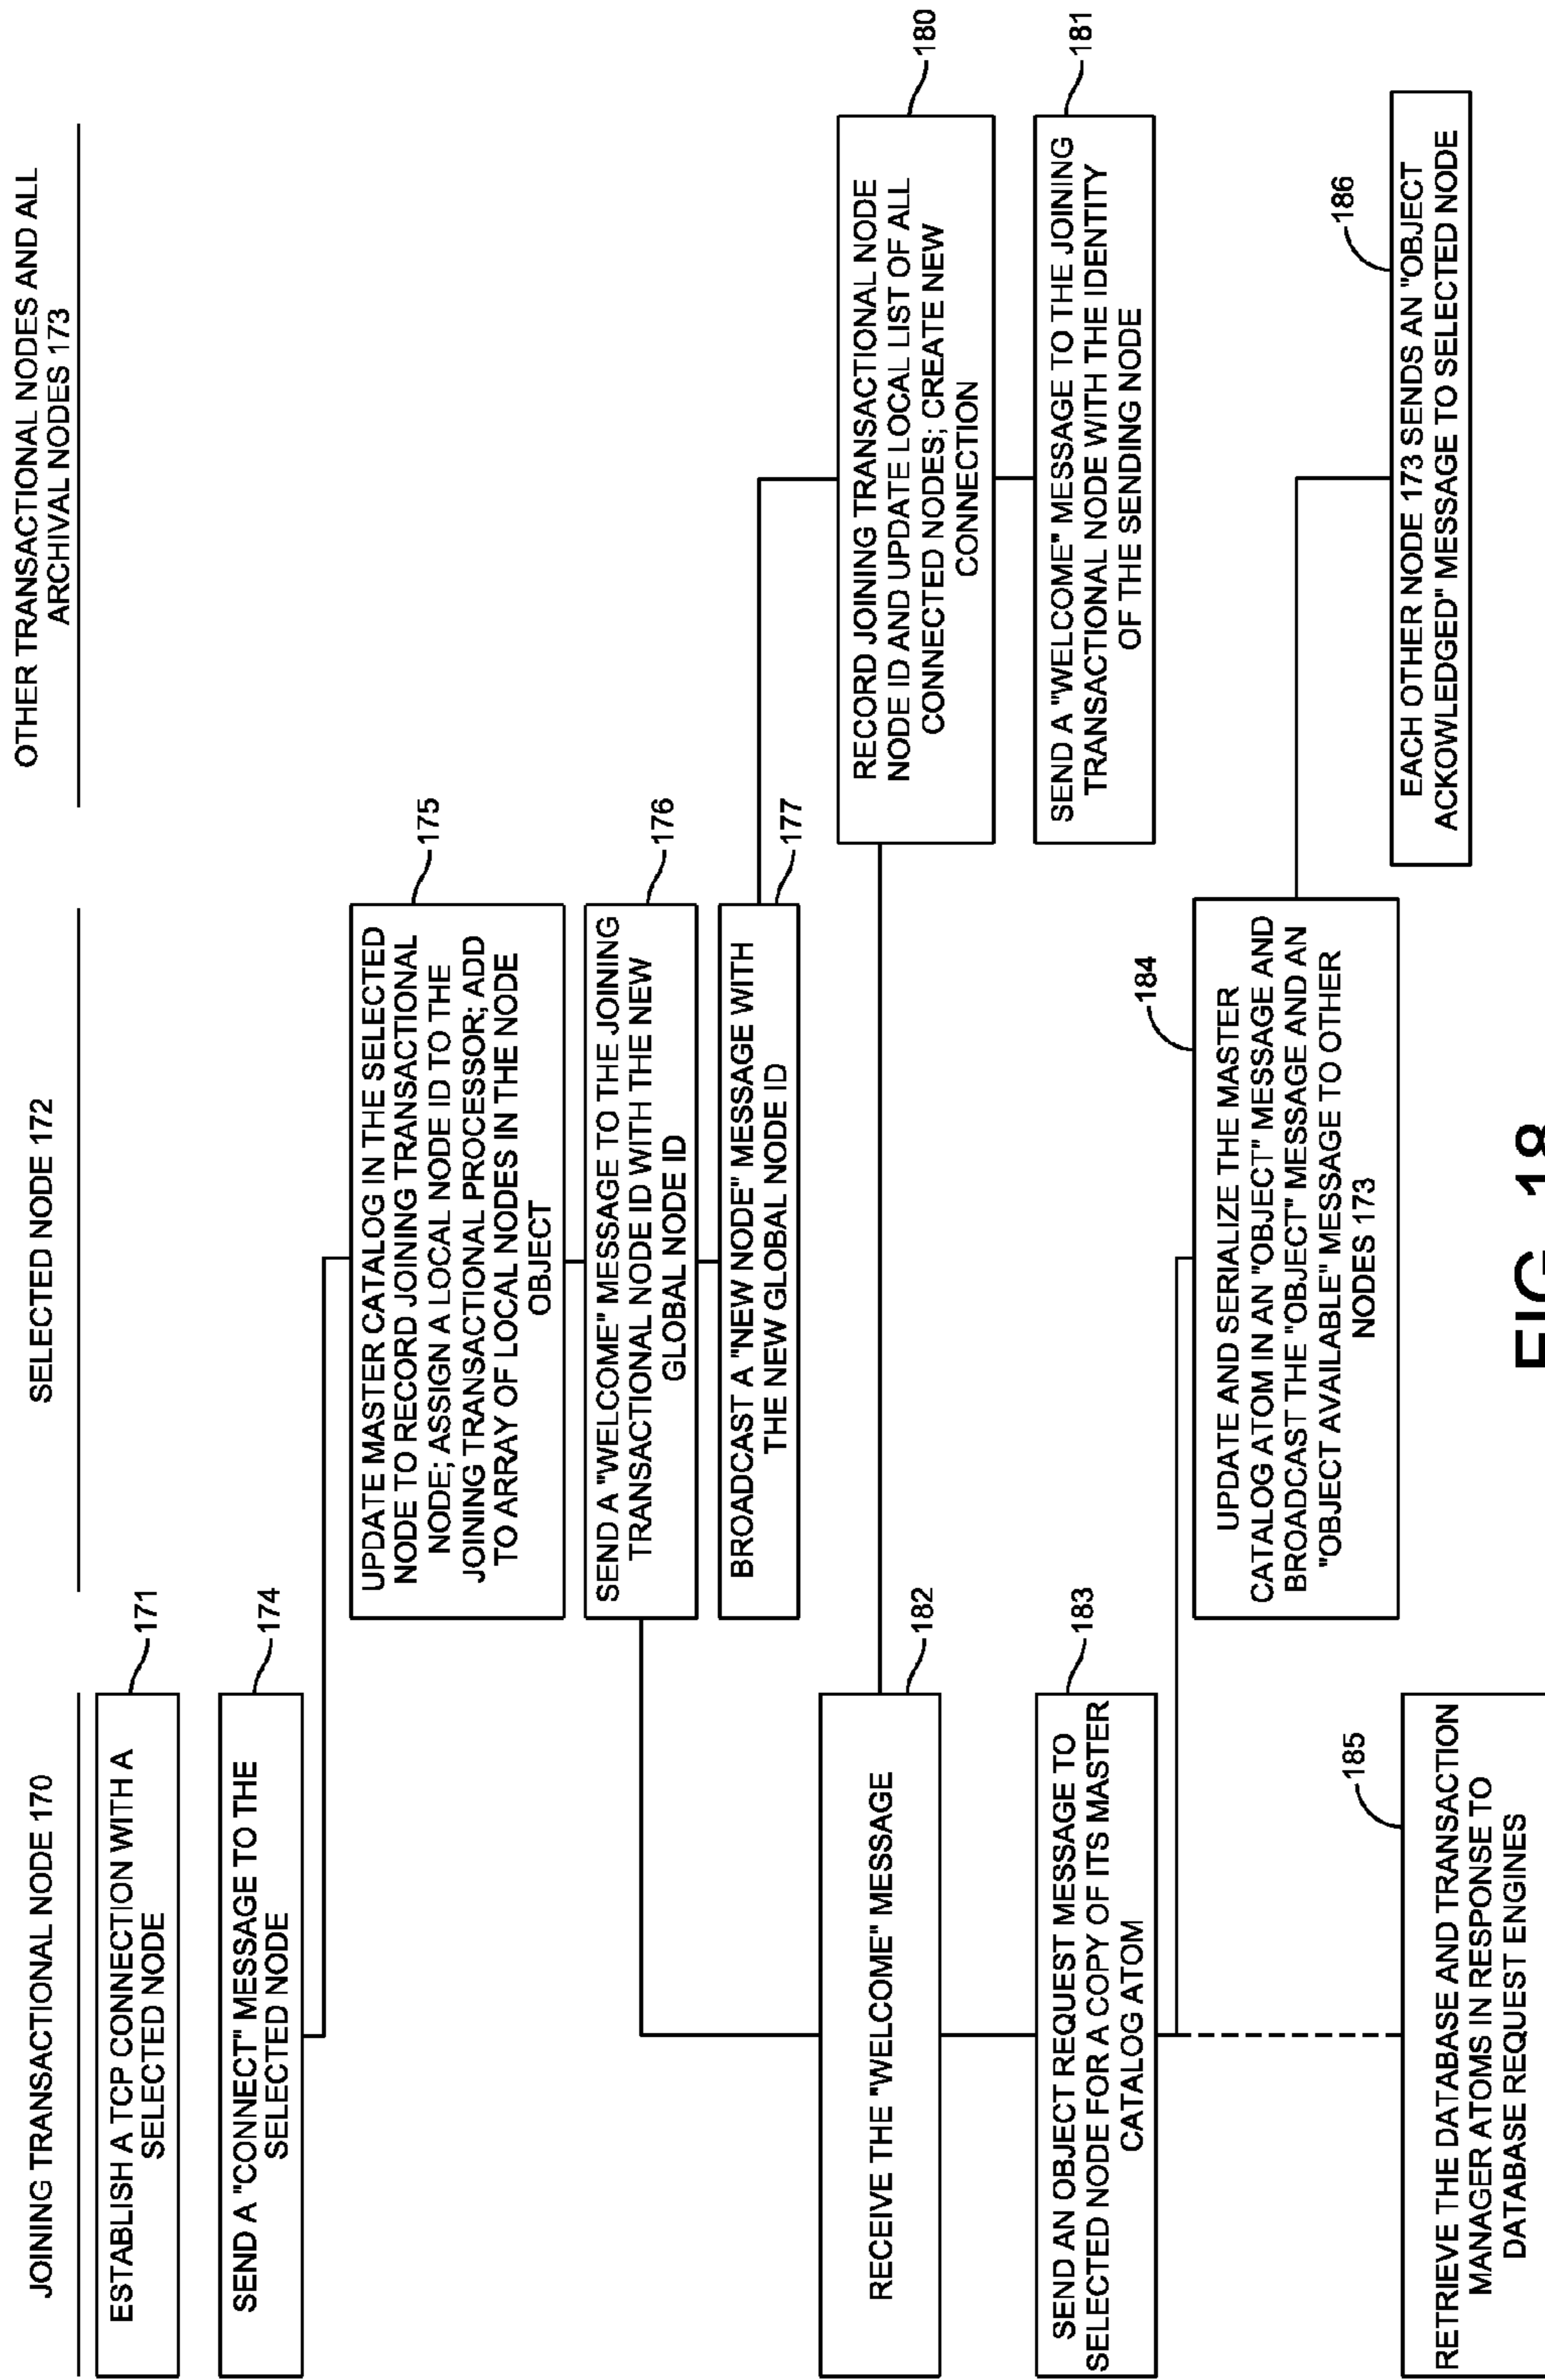 JOINING TRANSACTIONAL NODE 170
SELECTED NODE 172
OTHER TRANSACTIONAL NODES AND ALL
ARCHIVAL NODES 173
ESTABLISH A TCP CONNECTION WITH A
SELECTED NODE
171
SEND A "CONNECT" MESSAGE TO THE
SELECTED NODE
174
UPDATE MASTER CATALOG IN THE SELECTED
NODE TO RECORD JOINING TRANSACTIONAL
NODE; ASSIGN A LOCAL NODE ID TO THE
JOINING TRANSACTIONAL PROCESSOR; ADD
TO ARRAY OF LOCAL NODES IN THE NODE
OBJECT
175
SEND A "WELCOME" MESSAGE TO THE JOINING
TRANSACTIONAL NODE ID WITH THE NEW
GLOBAL NODE ID
176
BROADCAST A "NEW NODE" MESSAGE WITH
THE NEW GLOBAL NODE ID
177
RECORD JOINING TRANSACTIONAL NODE
NODE ID AND UPDATE LOCAL LIST OF ALL
CONNECTED NODES; CREATE NEW
CONNECTION
180
SEND A "WELCOME" MESSAGE TO THE JOINING
TRANSACTIONAL NODE WITH THE IDENTITY
OF THE SENDING NODE
181
RECEIVE THE "WELCOME" MESSAGE
182
SEND AN OBJECT REQUEST MESSAGE TO
SELECTED NODE FOR A COPY OF ITS MASTER
CATALOG ATOM
183
UPDATE AND SERIALIZE THE MASTER
CATALOG ATOM IN AN "OBJECT" MESSAGE AND
BROADCAST THE "OBJECT" MESSAGE AND AN
"OBJECT AVAILABLE" MESSAGE TO OTHER
NODES 173
184
RETRIEVE THE DATABASE AND TRANSACTION
MANAGER ATOMS IN RESPONSE TO
DATABASE REQUEST ENGINES
185
EACH OTHER NODE 173 SENDS AN "OBJECT
ACKOWLEDGED" MESSAGE TO SELECTED NODE
186
FIG. 18